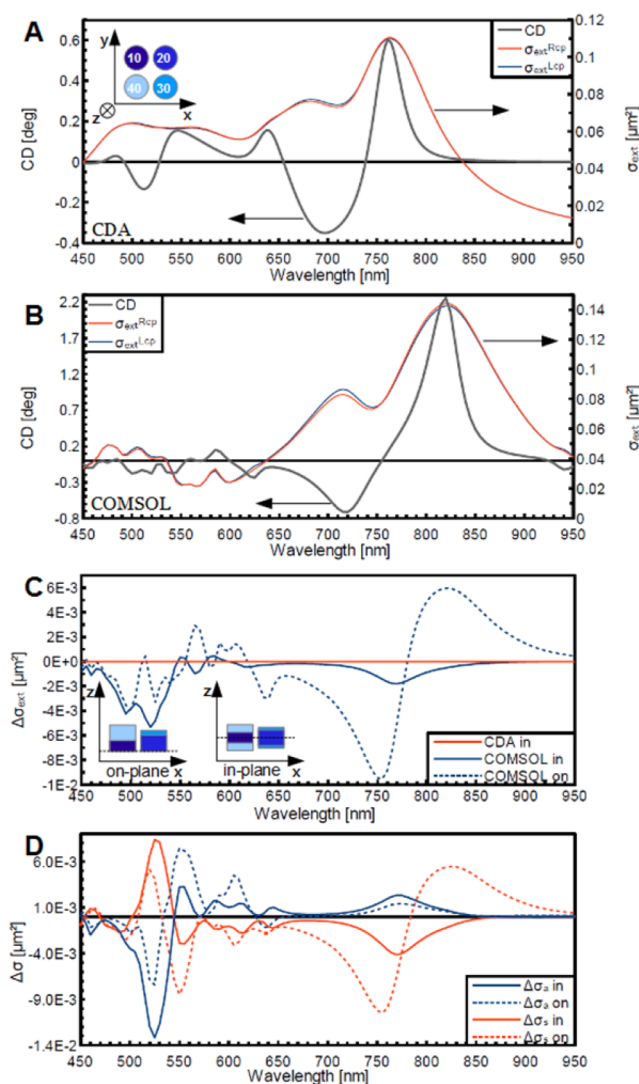 A
0.6
0.4
0.2
0
-0.2
-0.4
CD [deg]
y
10
20
40
30
z
x
CD
σextRcp
σextLcp
0.12
0.1
0.08
0.06
0.04
0.02
0
σext [µm²]
CDA
450 500 550 600 650 700 750 800 850 900 950
Wavelength [nm]
B
2.2
1.7
1.2
0.7
0.2
-0.3
-0.8
CD [deg]
CD
σextRcp
σextLcp
0.14
0.12
0.1
0.08
0.06
0.04
0.02
0
σext [µm²]
COMSOL
450 500 550 600 650 700 750 800 850 900 950
Wavelength [nm]
C
6E-3
4E-3
2E-3
0E+0
-2E-3
-4E-3
-6E-3
-8E-3
-1E-2
Δσext [µm²]
z
on-plane
x
z
in-plane
x
CDA in
COMSOL in
COMSOL on
450 500 550 600 650 700 750 800 850 900 950
Wavelength [nm]
D
6.0E-3
1.0E-3
-4.0E-3
-9.0E-3
-1.4E-2
Δσ [µm²]
Δσa in
Δσa on
Δσs in
Δσs on
450 500 550 600 650 700 750 800 850 900 950
Wavelength [nm]